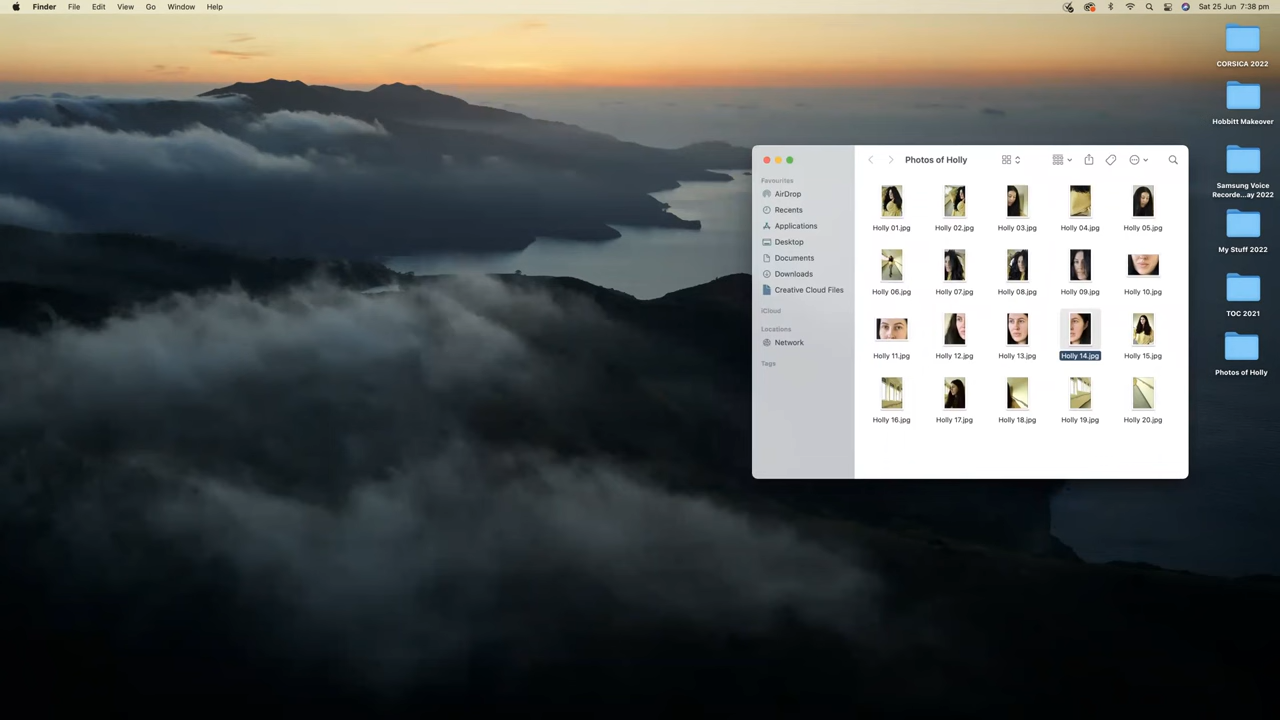 Finder File Edit View Go Window Help
Sat 25 Jun 7:38 pm
CORSICA 2022
Hobbitt Makeover
Samsung Voice
Recorde...ay 2022
My Stuff 2022
TOC 2021
Photos of Holly
Photos of Holly
Favourites
AirDrop
Recents
Applications
Desktop
Documents
Downloads
Creative Cloud Files
iCloud
Locations
Network
Tags
Holly 01.jpg Holly 02.jpg Holly 03.jpg Holly 04.jpg Holly 05.jpg
Holly 06.jpg Holly 07.jpg Holly 08.jpg Holly 09.jpg Holly 10.jpg
Holly 11.jpg Holly 12.jpg Holly 13.jpg Holly 14.jpg Holly 15.jpg
Holly 16.jpg Holly 17.jpg Holly 18.jpg Holly 19.jpg Holly 20.jpg